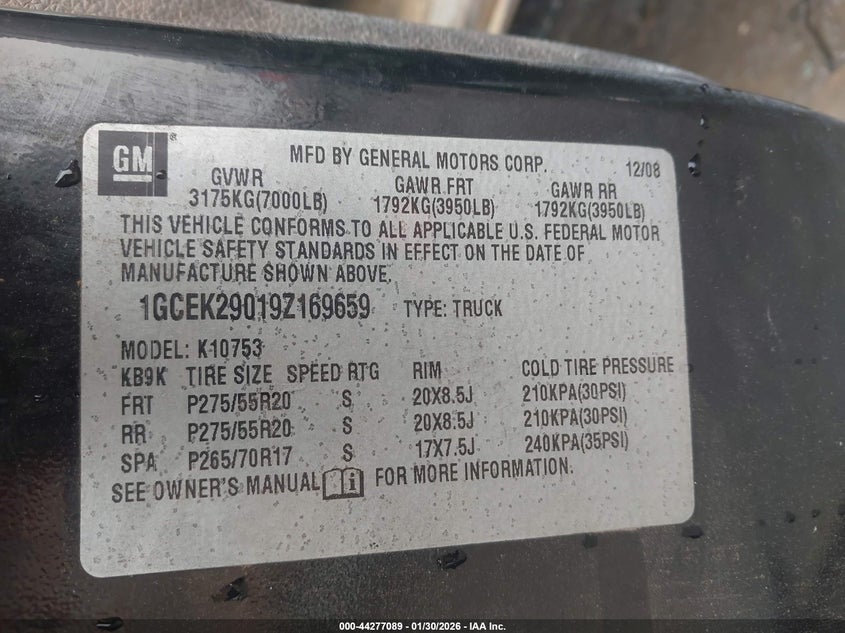 GM
MFD BY GENERAL MOTORS CORP. 12/08
GVWR GAWR FRT GAWR RR
3175KG(7000LB) 1792KG(3950LB) 1792KG(3950LB)
THIS VEHICLE CONFORMS TO ALL APPLICABLE U.S. FEDERAL MOTOR
VEHICLE SAFETY STANDARDS IN EFFECT ON THE DATE OF
MANUFACTURE SHOWN ABOVE.
1GCEK29019Z169659 TYPE: TRUCK
MODEL: K10753
KB9K TIRE SIZE SPEED RTG RIM COLD TIRE PRESSURE
FRT P275/55R20 S 20X8.5J 210KPA(30PSI)
RR P275/55R20 S 20X8.5J 210KPA(30PSI)
SPA P265/70R17 S 17X7.5J 240KPA(35PSI)
SEE OWNER'S MANUAL FOR MORE INFORMATION.
000-44277089 - 01/30/2026 - IAA Inc.